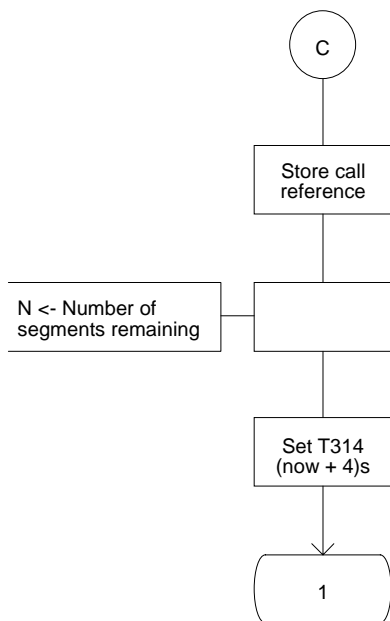 C
Store call
reference
N <- Number of
segments remaining
Set T314
(now + 4)s
1